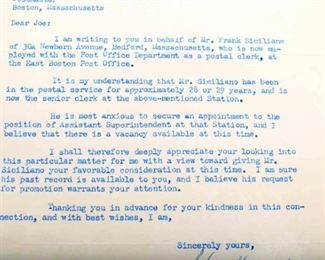 Boston, Massachusetts
Dear Joe:
I am writing to you in behalf of Mr. Frank Siciliano
of 30A Newbern Avenue, Medford, Massachusetts, who is now em-
ployed with the Post Office Department as a postal clerk, at
the East Boston Post Office.
It is my understanding that Mr. Siciliano has been
in the postal service for approximately 28 or 29 years, and is
now the senior clerk at the above-mentioned Station.
He is most anxious to secure an appointment to the
position of Assistant Superintendent at that Station, and I
believe that there is a vacancy available at this time.
I shall therefore deeply appreciate your looking into
this particular matter for me with a view toward giving Mr.
Siciliano your favorable consideration at this time. I am sure
his past record is available to you, and I believe his request
for promotion warrants your attention.
Thanking you in advance for your kindness in this con-
nection, and with best wishes, I am,
Sincerely yours,